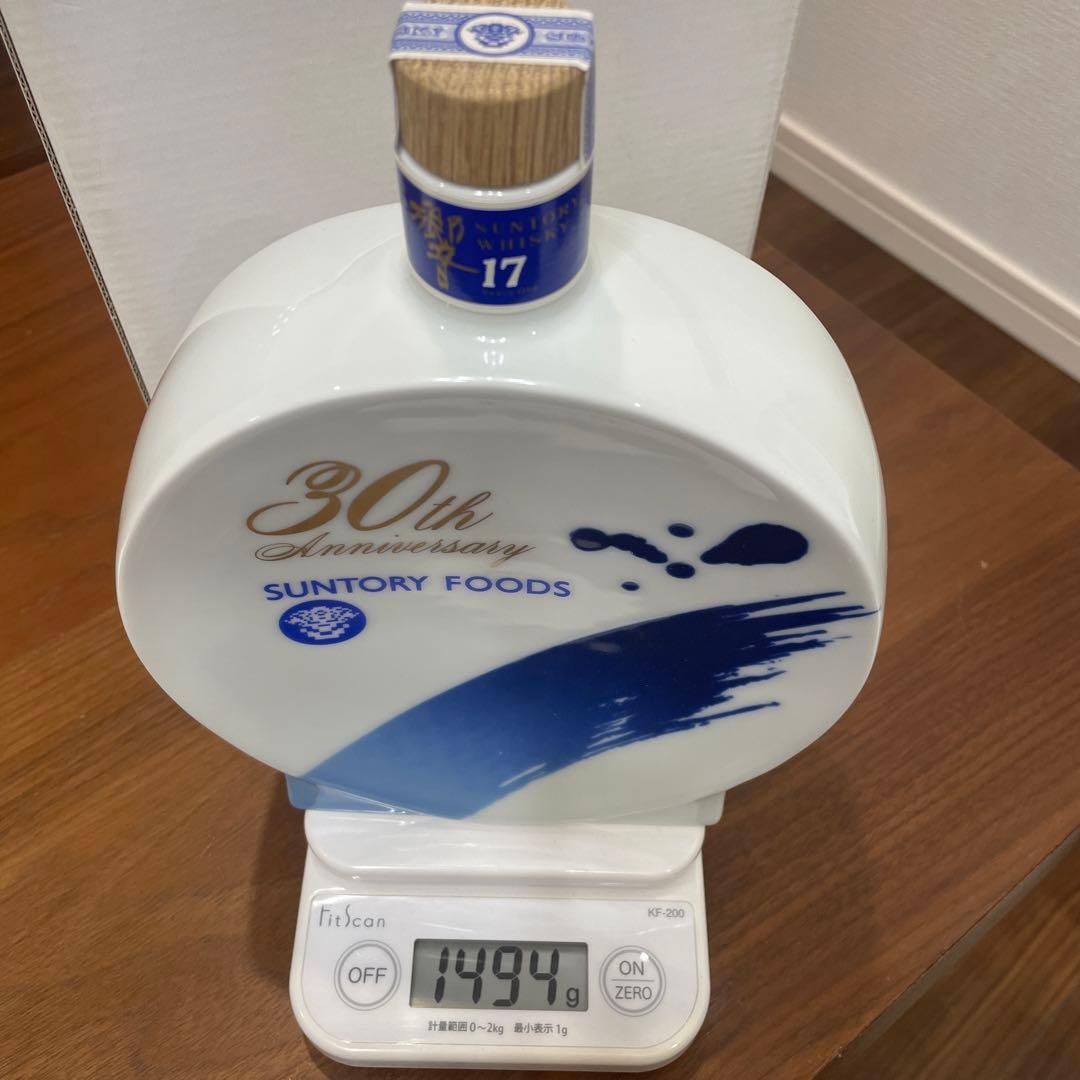 響
SUNTORY
WHISKY
17
30th
Anniversary
SUNTORY FOODS
FitScan
KF-200
OFF
1494g
ON
ZERO
計量範囲 0～2kg 最小表示 1g